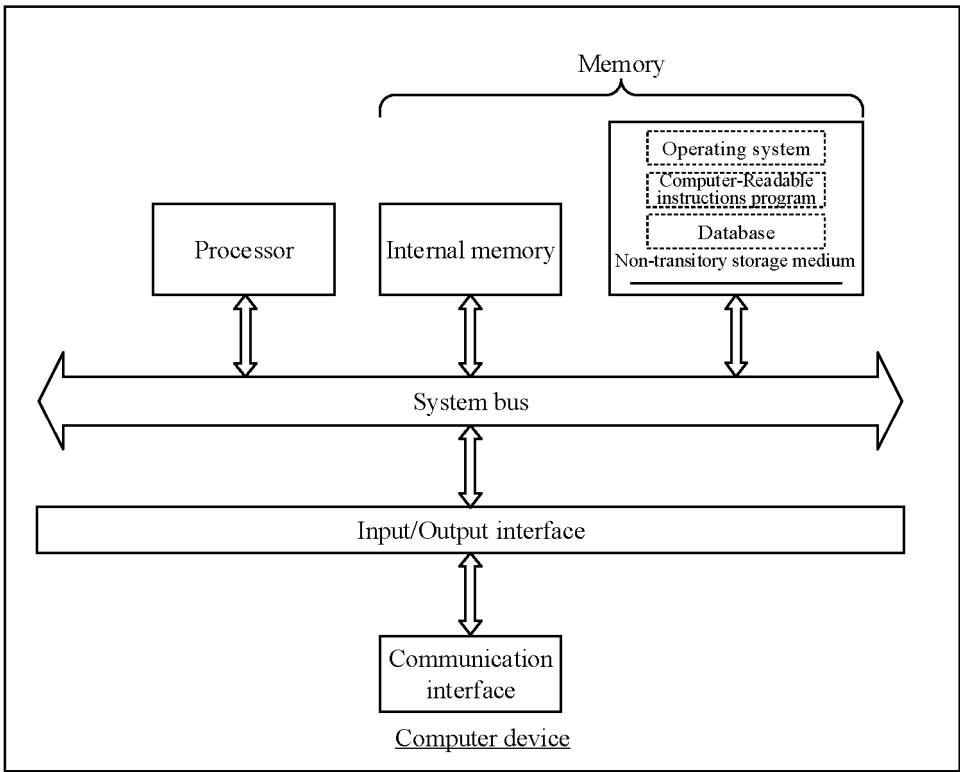 Memory
Operating system
Computer-Readable
instructions program
Database
Non-transitory storage medium
Processor
Internal memory
System bus
Input/Output interface
Communication
interface
Computer device